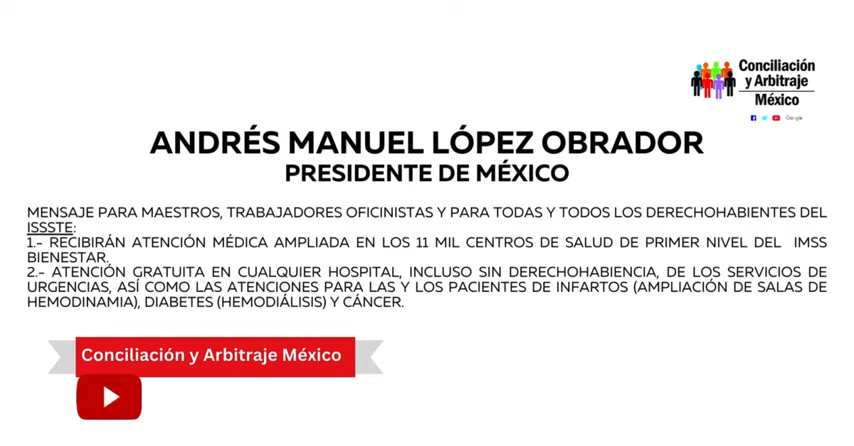 Conciliación
y Arbitraje
México
Google
ANDRÉS MANUEL LÓPEZ OBRADOR
PRESIDENTE DE MÉXICO
MENSAJE PARA MAESTROS, TRABAJADORES OFICINISTAS Y PARA TODAS Y TODOS LOS DERECHOHABIENTES DEL
ISSSTE:
1.- RECIBIRÁN ATENCIÓN MÉDICA AMPLIADA EN LOS 11 MIL CENTROS DE SALUD DE PRIMER NIVEL DEL IMSS
BIENESTAR.
2.- ATENCIÓN GRATUITA EN CUALQUIER HOSPITAL, INCLUSO SIN DERECHOHABIENCIA, DE LOS SERVICIOS DE
URGENCIAS, ASÍ COMO LAS ATENCIONES PARA LAS Y LOS PACIENTES DE INFARTOS (AMPLIACIÓN DE SALAS DE
HEMODINAMIA), DIABETES (HEMODIÁLISIS) Y CÁNCER.
Conciliación y Arbitraje México